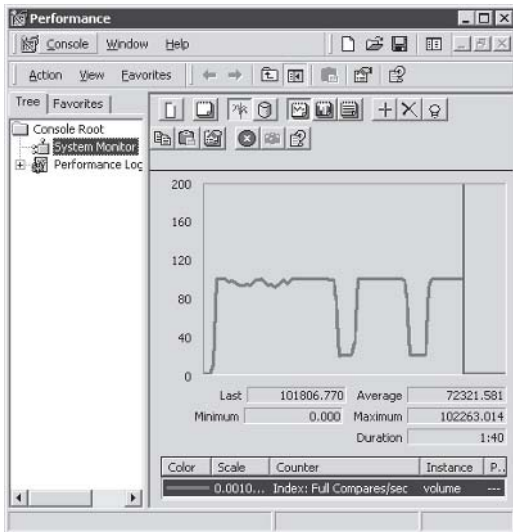 Performance
Console Window Help
Action View Favorites
Tree Favorites
Console Root
System Monitor
Performance Log
200
160
120
80
40
0
Last 101806.770 Average 72321.581
Minimum 0.000 Maximum 102263.014
Duration 1:40
Color Scale Counter Instance P..
0.0010... Index: Full Compares/sec volume ---